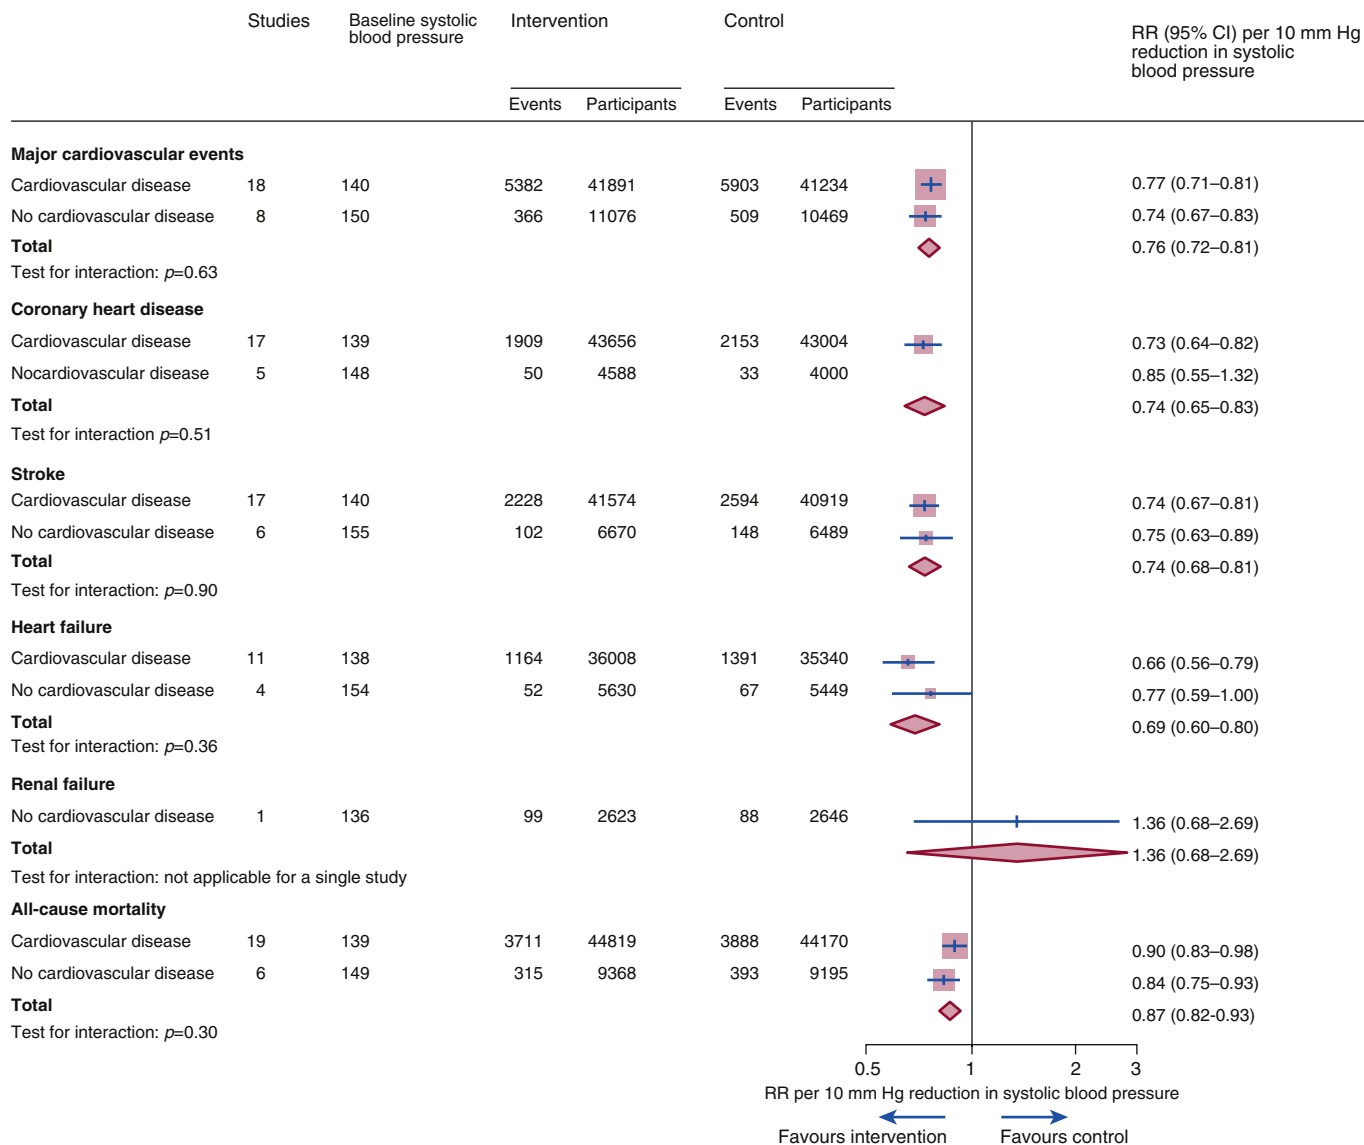 Studies Baseline systolic blood pressure Intervention Control RR (95% CI) per 10 mm Hg reduction in systolic blood pressure
Events Participants Events Participants
Major cardiovascular events
Cardiovascular disease 18 140 5382 41891 5903 41234 0.77 (0.71–0.81)
No cardiovascular disease 8 150 366 11076 509 10469 0.74 (0.67–0.83)
Total 0.76 (0.72–0.81)
Test for interaction: p=0.63
Coronary heart disease
Cardiovascular disease 17 139 1909 43656 2153 43004 0.73 (0.64–0.82)
Nocardiovascular disease 5 148 50 4588 33 4000 0.85 (0.55–1.32)
Total 0.74 (0.65–0.83)
Test for interaction p=0.51
Stroke
Cardiovascular disease 17 140 2228 41574 2594 40919 0.74 (0.67–0.81)
No cardiovascular disease 6 155 102 6670 148 6489 0.75 (0.63–0.89)
Total 0.74 (0.68–0.81)
Test for interaction: p=0.90
Heart failure
Cardiovascular disease 11 138 1164 36008 1391 35340 0.66 (0.56–0.79)
No cardiovascular disease 4 154 52 5630 67 5449 0.77 (0.59–1.00)
Total 0.69 (0.60–0.80)
Test for interaction: p=0.36
Renal failure
No cardiovascular disease 1 136 99 2623 88 2646 1.36 (0.68–2.69)
Total 1.36 (0.68–2.69)
Test for interaction: not applicable for a single study
All-cause mortality
Cardiovascular disease 19 139 3711 44819 3888 44170 0.90 (0.83–0.98)
No cardiovascular disease 6 149 315 9368 393 9195 0.84 (0.75–0.93)
Total 0.87 (0.82-0.93)
Test for interaction: p=0.30
0.5 1 2 3
RR per 10 mm Hg reduction in systolic blood pressure
Favours intervention Favours control